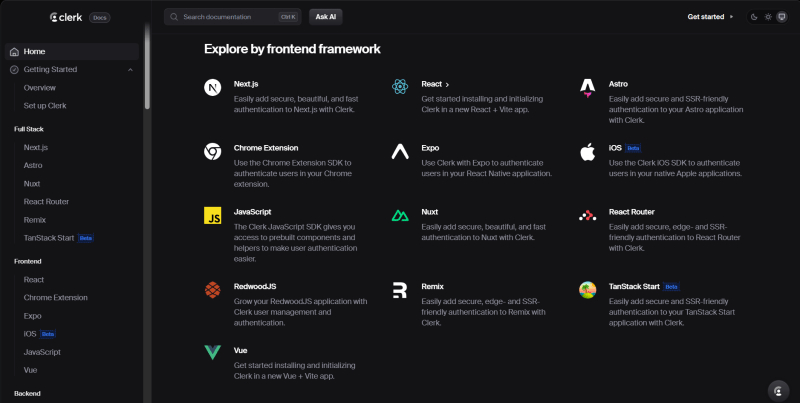 clerk Docs
Search documentation Ctrl K Ask AI Get started
Home
Getting Started
Overview
Set up Clerk
Full Stack
Next.js
Astro
Nuxt
React Router
Remix
TanStack Start Beta
Frontend
React
Chrome Extension
Expo
iOS Beta
JavaScript
Vue
Backend
Explore by frontend framework
Next.js
Easily add secure, beautiful, and fast
authentication to Next.js with Clerk.
React
Get started installing and initializing
Clerk in a new React + Vite app.
Astro
Easily add secure and SSR-friendly
authentication to your Astro application
with Clerk.
Chrome Extension
Use the Chrome Extension SDK to
authenticate users in your Chrome
extension.
Expo
Use Clerk with Expo to authenticate
users in your React Native application.
iOS Beta
Use the Clerk iOS SDK to authenticate
users in your native Apple applications.
JS
JavaScript
The Clerk JavaScript SDK gives you
access to prebuilt components and
helpers to make user authentication
easier.
Nuxt
Easily add secure, beautiful, and fast
authentication to Nuxt with Clerk.
React Router
Easily add secure, edge- and SSR-
friendly authentication to React Router
with Clerk.
RedwoodJS
Grow your RedwoodJS application with
Clerk user management and
authentication.
Remix
Easily add secure, edge- and SSR-
friendly authentication to Remix with
Clerk.
TanStack Start Beta
Easily add secure and SSR-friendly
authentication to your TanStack Start
application with Clerk.
Vue
Get started installing and initializing
Clerk in a new Vue + Vite app.